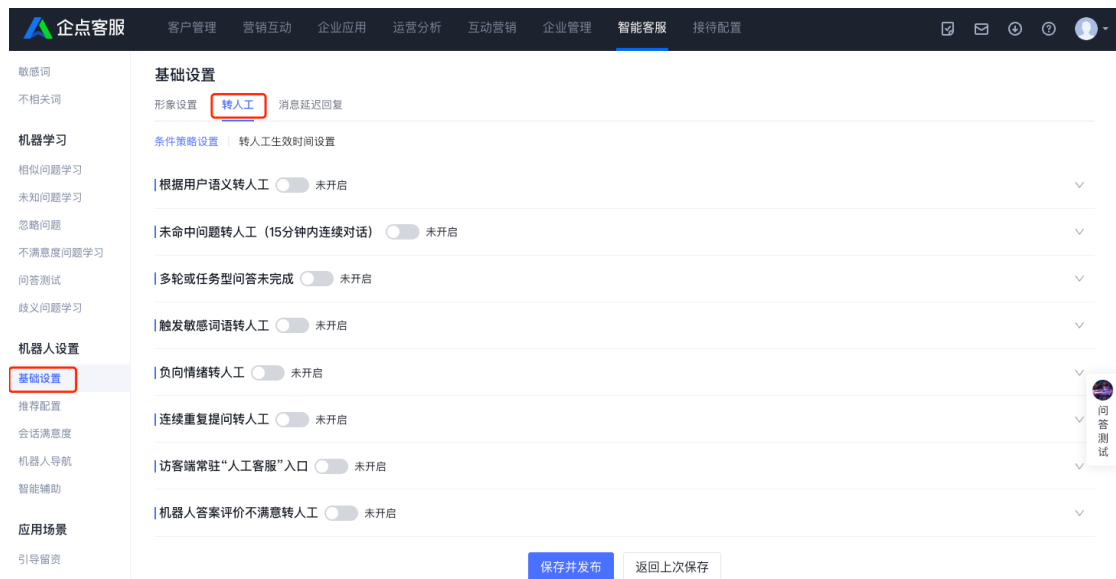 企点客服 客户管理 营销互动 企业应用 运营分析 互动营销 企业管理 智能客服 接待配置
敏感词
不相关词
机器学习
相似问题学习
未知问题学习
忽略问题
不满意度问题学习
问答测试
歧义问题学习
机器人设置
基础设置
推荐配置
会话满意度
机器人导航
智能辅助
应用场景
引导留资
基础设置
形象设置 转人工 消息延迟回复
条件策略设置 转人工生效时间设置
根据用户语义转人工 未开启
未命中问题转人工（15分钟内连续对话） 未开启
多轮或任务型问答未完成 未开启
触发敏感词语转人工 未开启
负向情绪转人工 未开启
连续重复提问转人工 未开启
访客端常驻“人工客服”入口 未开启
机器人答案评价不满意转人工 未开启
保存并发布 返回上次保存
问答测试